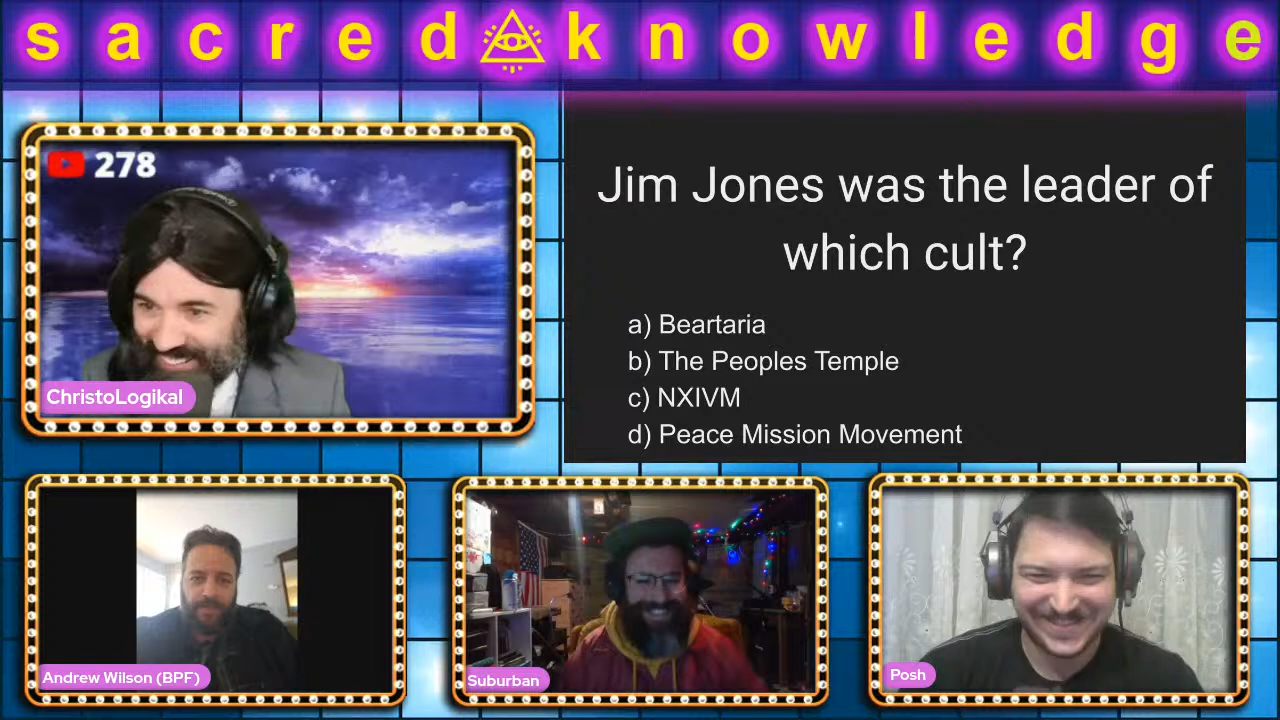 sacred knowledge
278
Jim Jones was the leader of
which cult?
a) Beartaria
b) The Peoples Temple
c) NXIVM
d) Peace Mission Movement
ChristoLogikal
Andrew Wilson (BPF)
Suburban
Posh